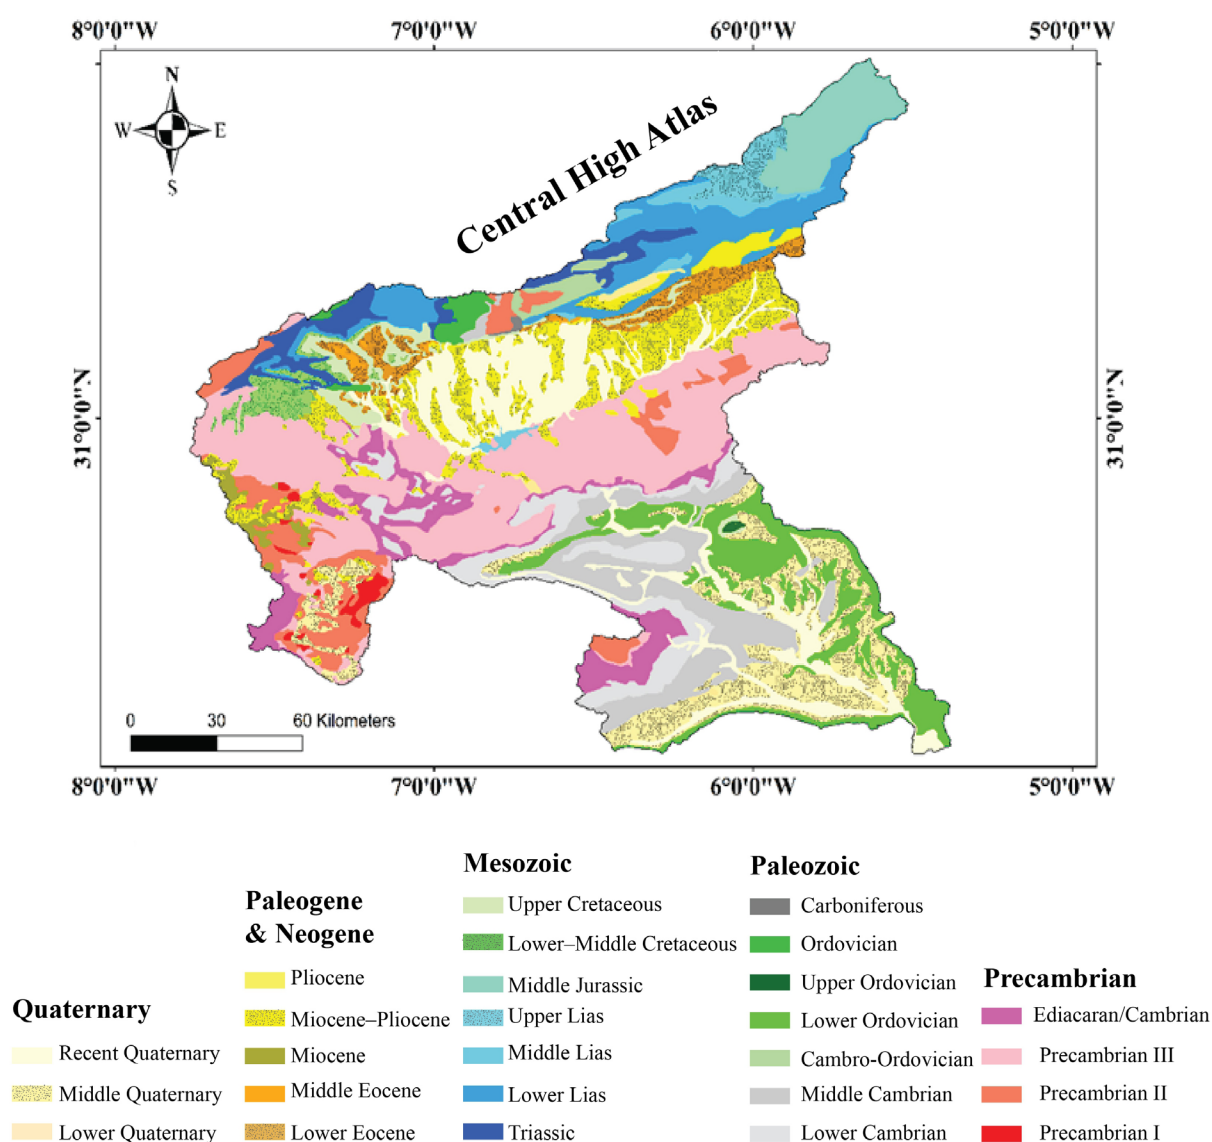 8°0'0"W 7°0'0"W 6°0'0"W 5°0'0"W
N
W E
S
Central High Atlas
31°0'0"N 31°0'0"N
0 30 60 Kilometers
8°0'0"W 7°0'0"W 6°0'0"W 5°0'0"W
Quaternary
Recent Quaternary
Middle Quaternary
Lower Quaternary
Paleogene
& Neogene
Pliocene
Miocene–Pliocene
Miocene
Middle Eocene
Lower Eocene
Mesozoic
Upper Cretaceous
Lower–Middle Cretaceous
Middle Jurassic
Upper Lias
Middle Lias
Lower Lias
Triassic
Paleozoic
Carboniferous
Ordovician
Upper Ordovician
Lower Ordovician
Cambro-Ordovician
Middle Cambrian
Lower Cambrian
Precambrian
Ediacaran/Cambrian
Precambrian III
Precambrian II
Precambrian I